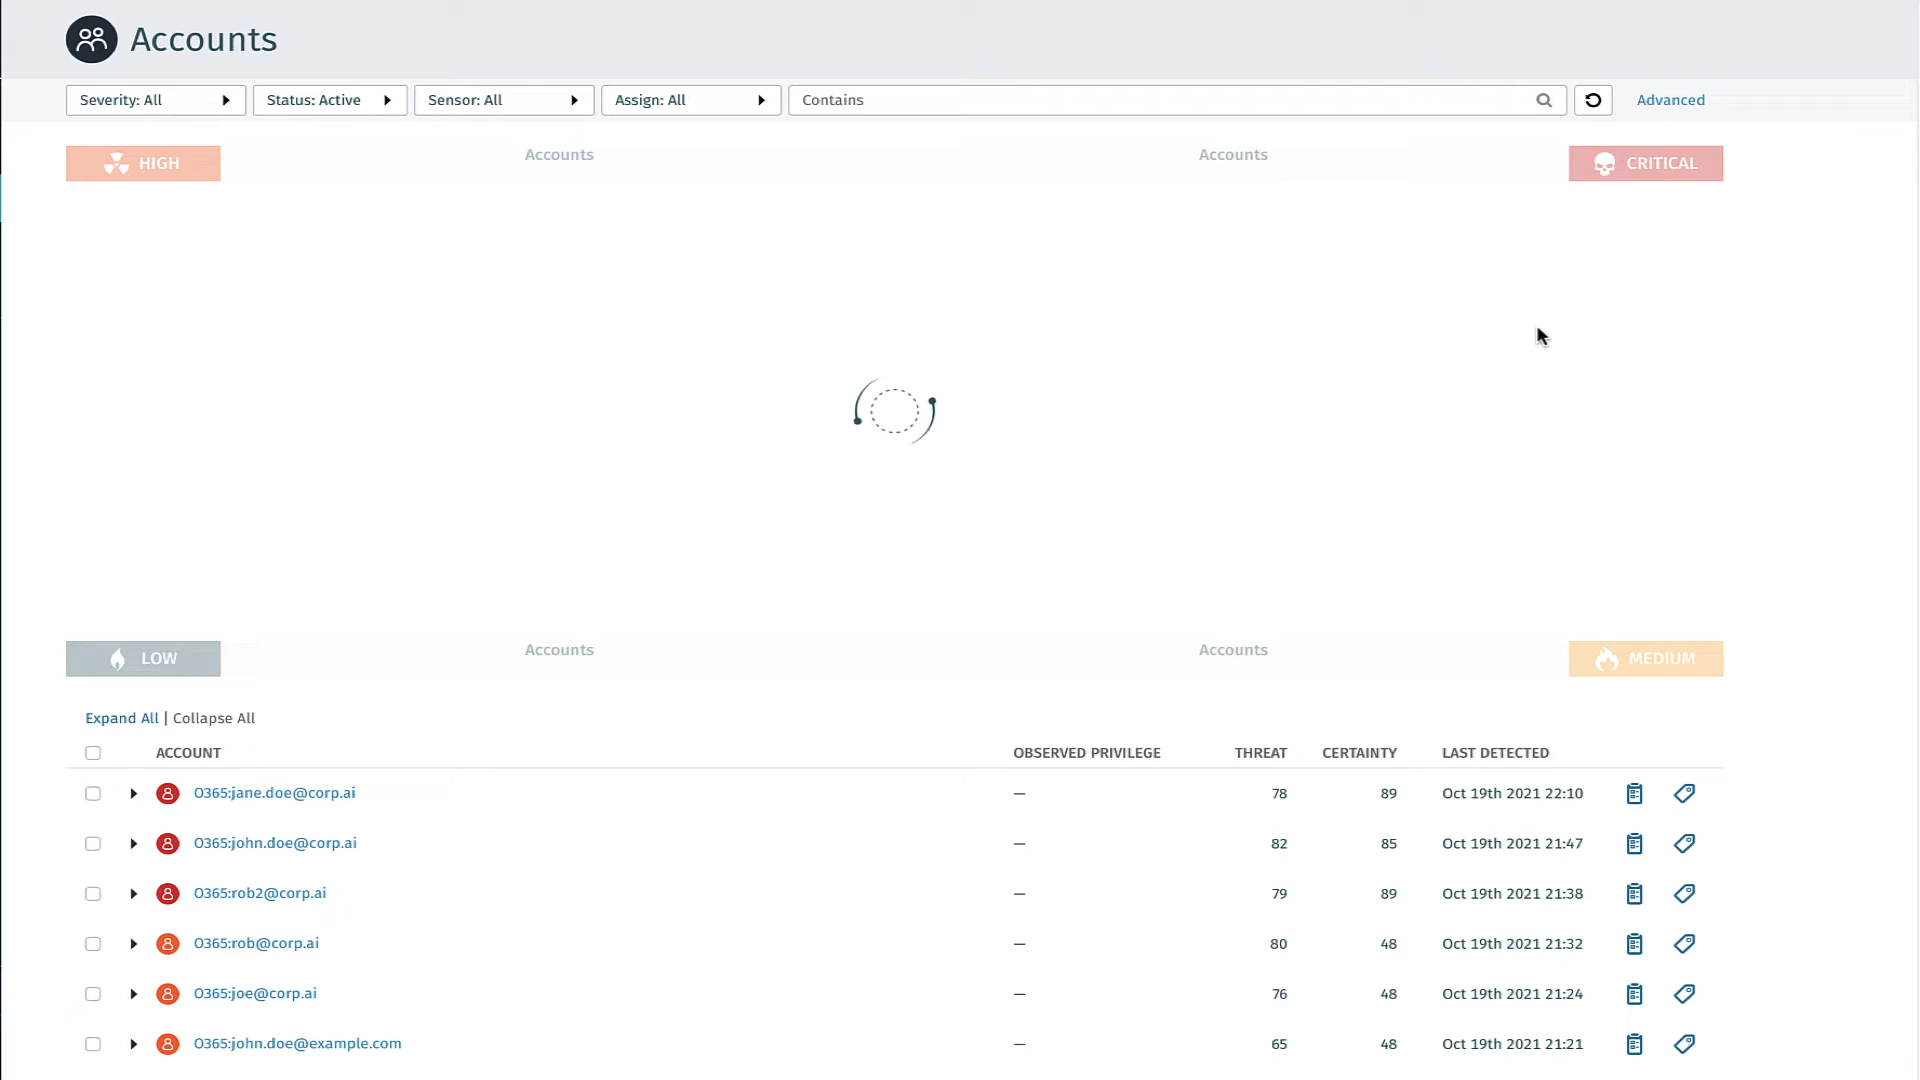 Accounts
Severity: All Status: Active Sensor: All Assign: All Contains Advanced
HIGH Accounts Accounts CRITICAL
LOW Accounts Accounts MEDIUM
Expand All | Collapse All
ACCOUNT OBSERVED PRIVILEGE THREAT CERTAINTY LAST DETECTED
O365:jane.doe@corp.ai — 78 89 Oct 19th 2021 22:10
O365:john.doe@corp.ai — 82 85 Oct 19th 2021 21:47
O365:rob2@corp.ai — 79 89 Oct 19th 2021 21:38
O365:rob@corp.ai — 80 48 Oct 19th 2021 21:32
O365:joe@corp.ai — 76 48 Oct 19th 2021 21:24
O365:john.doe@example.com — 65 48 Oct 19th 2021 21:21